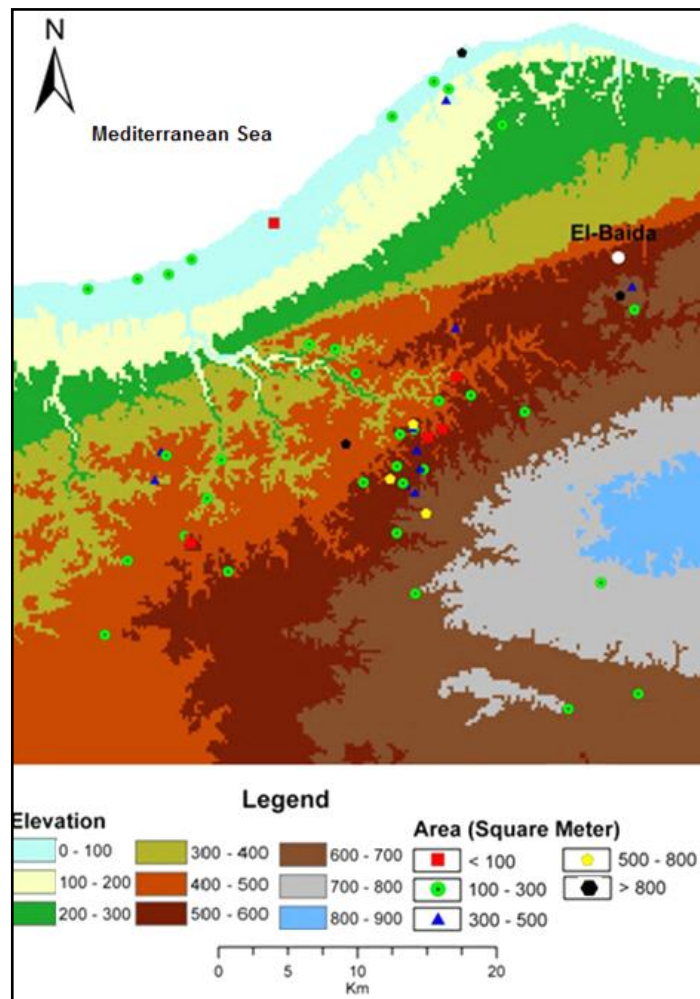 N
Mediterranean Sea
El-Baida
Legend
Elevation
0 - 100
100 - 200
200 - 300
300 - 400
400 - 500
500 - 600
600 - 700
700 - 800
800 - 900
Area (Square Meter)
< 100
100 - 300
300 - 500
500 - 800
> 800
0 5 10 20
Km